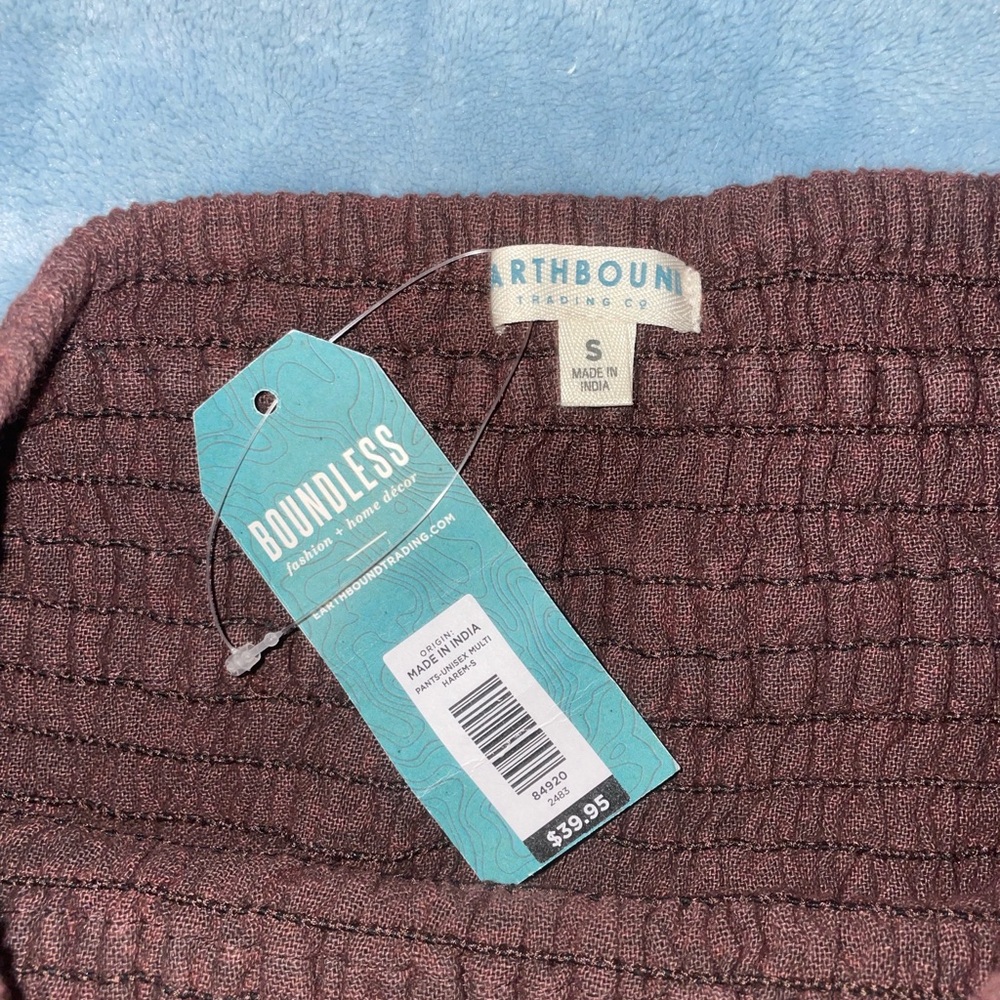 ARTHBOUND
TRADING CO
S
MADE IN
INDIA
BOUNDLESS
fashion + home décor
EARTHBOUNDTRADING.COM
ORIGIN:
MADE IN INDIA
PANTS-UNISEX MULTI
HAREM-S
84920
2483
$39.95